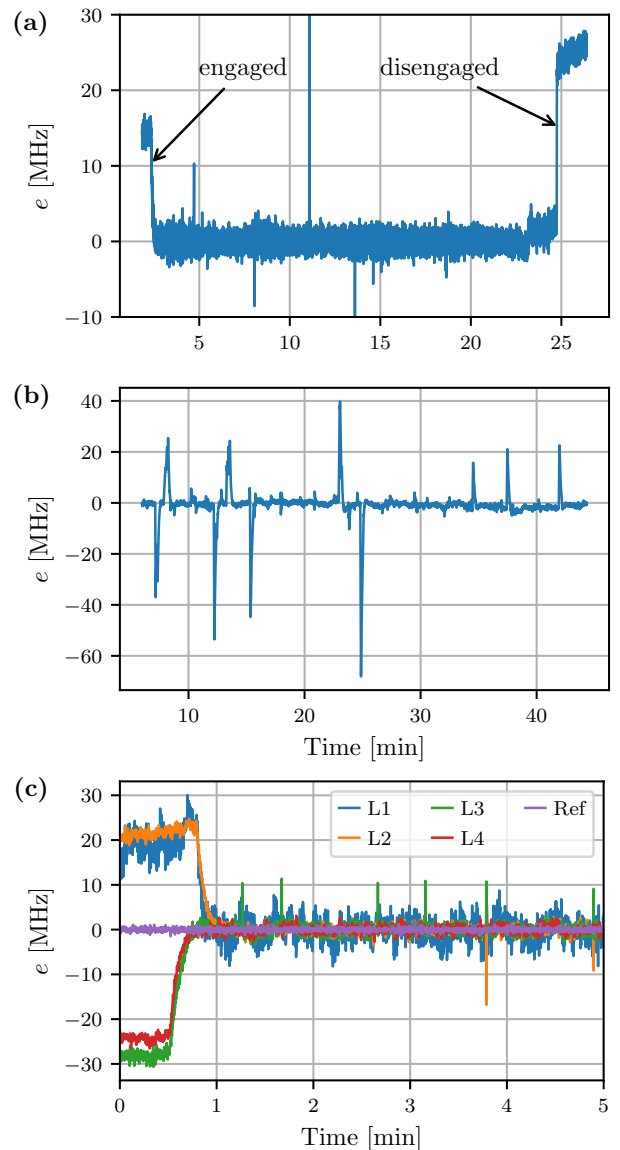 (a)
30
20
10
0
−10
e [MHz]
engaged
disengaged
5 10 15 20 25
(b)
40
20
0
−20
−40
−60
e [MHz]
10 20 30 40
Time [min]
(c)
30
20
10
0
−10
−20
−30
e [MHz]
L1 L3 Ref
L2 L4
0 1 2 3 4 5
Time [min]